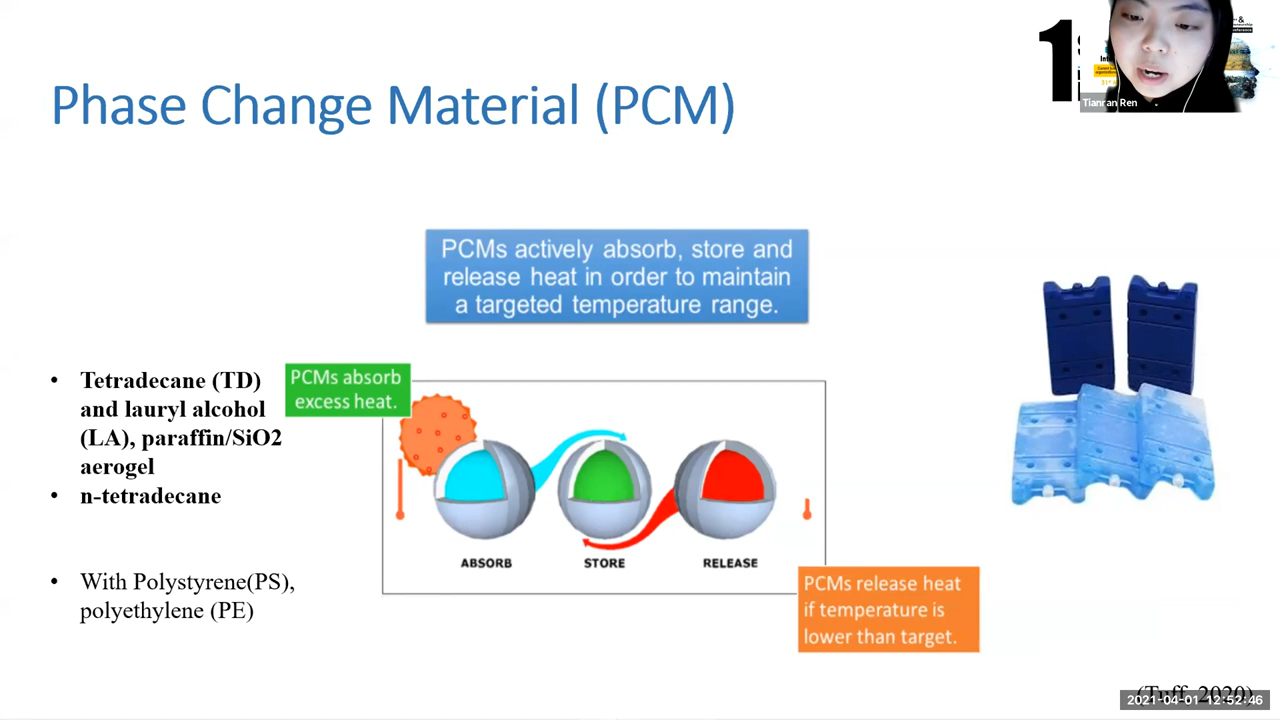 Phase Change Material (PCM)
Tianran Ren
PCMs actively absorb, store and
release heat in order to maintain
a targeted temperature range.
• Tetradecane (TD)
and lauryl alcohol
(LA), paraffin/SiO2
aerogel
• n-tetradecane
• With Polystyrene(PS),
polyethylene (PE)
PCMs absorb
excess heat.
ABSORB STORE RELEASE
PCMs release heat
if temperature is
lower than target.
(Tuff, 2020)
2021-04-01 12:52:46
1